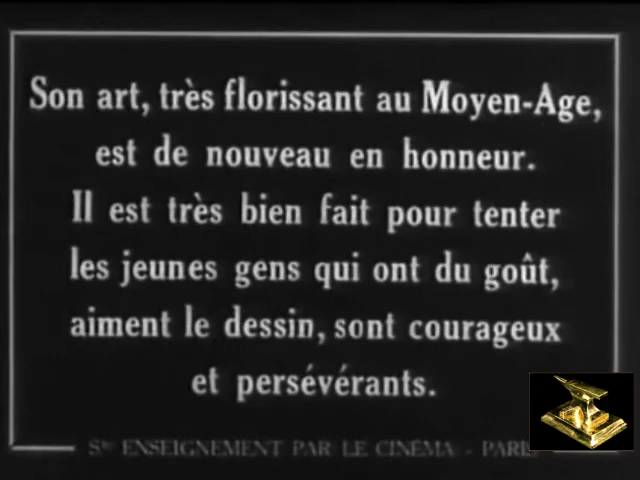 Son art, très florissant au Moyen-Age,
est de nouveau en honneur.
Il est très bien fait pour tenter
les jeunes gens qui ont du goût,
aiment le dessin, sont courageux
et persévérants.
Sté ENSEIGNEMENT PAR LE CINÉMA - PARIS